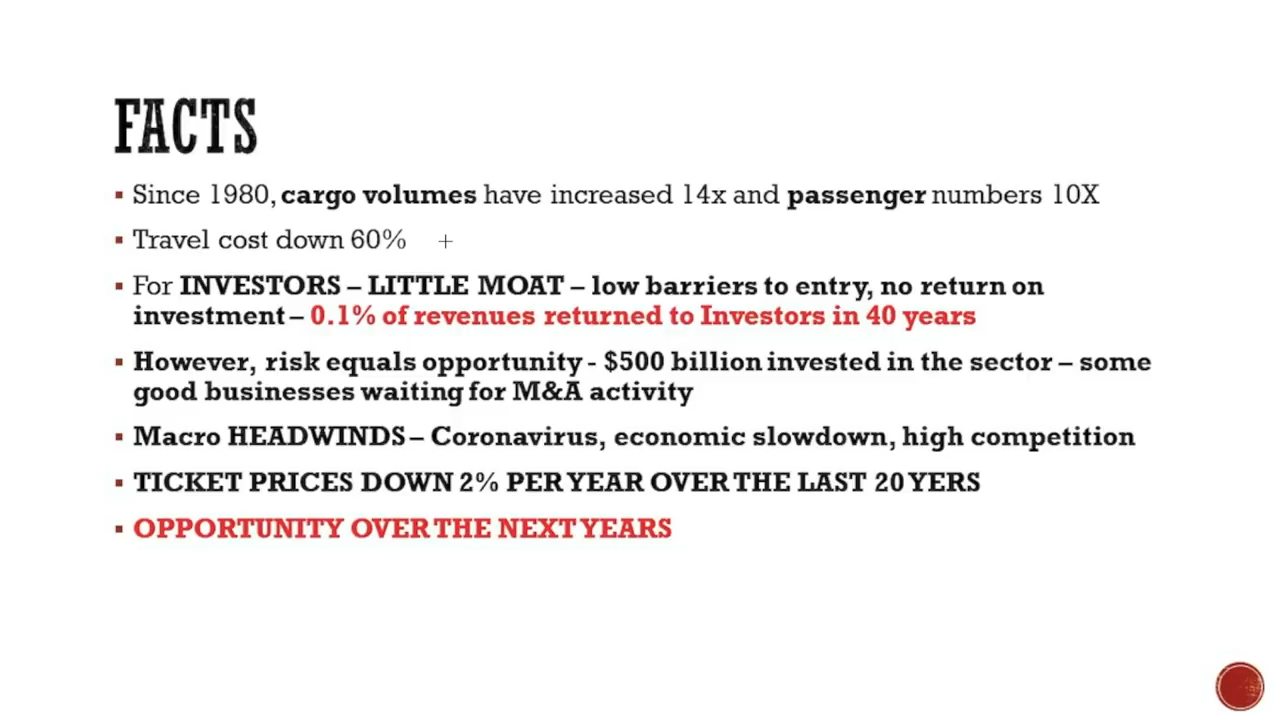 FACTS
▪ Since 1980, cargo volumes have increased 14x and passenger numbers 10X
▪ Travel cost down 60%
▪ For INVESTORS – LITTLE MOAT – low barriers to entry, no return on
investment – 0.1% of revenues returned to Investors in 40 years
▪ However, risk equals opportunity - $500 billion invested in the sector – some
good businesses waiting for M&A activity
▪ Macro HEADWINDS – Coronavirus, economic slowdown, high competition
▪ TICKET PRICES DOWN 2% PER YEAR OVER THE LAST 20 YERS
▪ OPPORTUNITY OVER THE NEXT YEARS